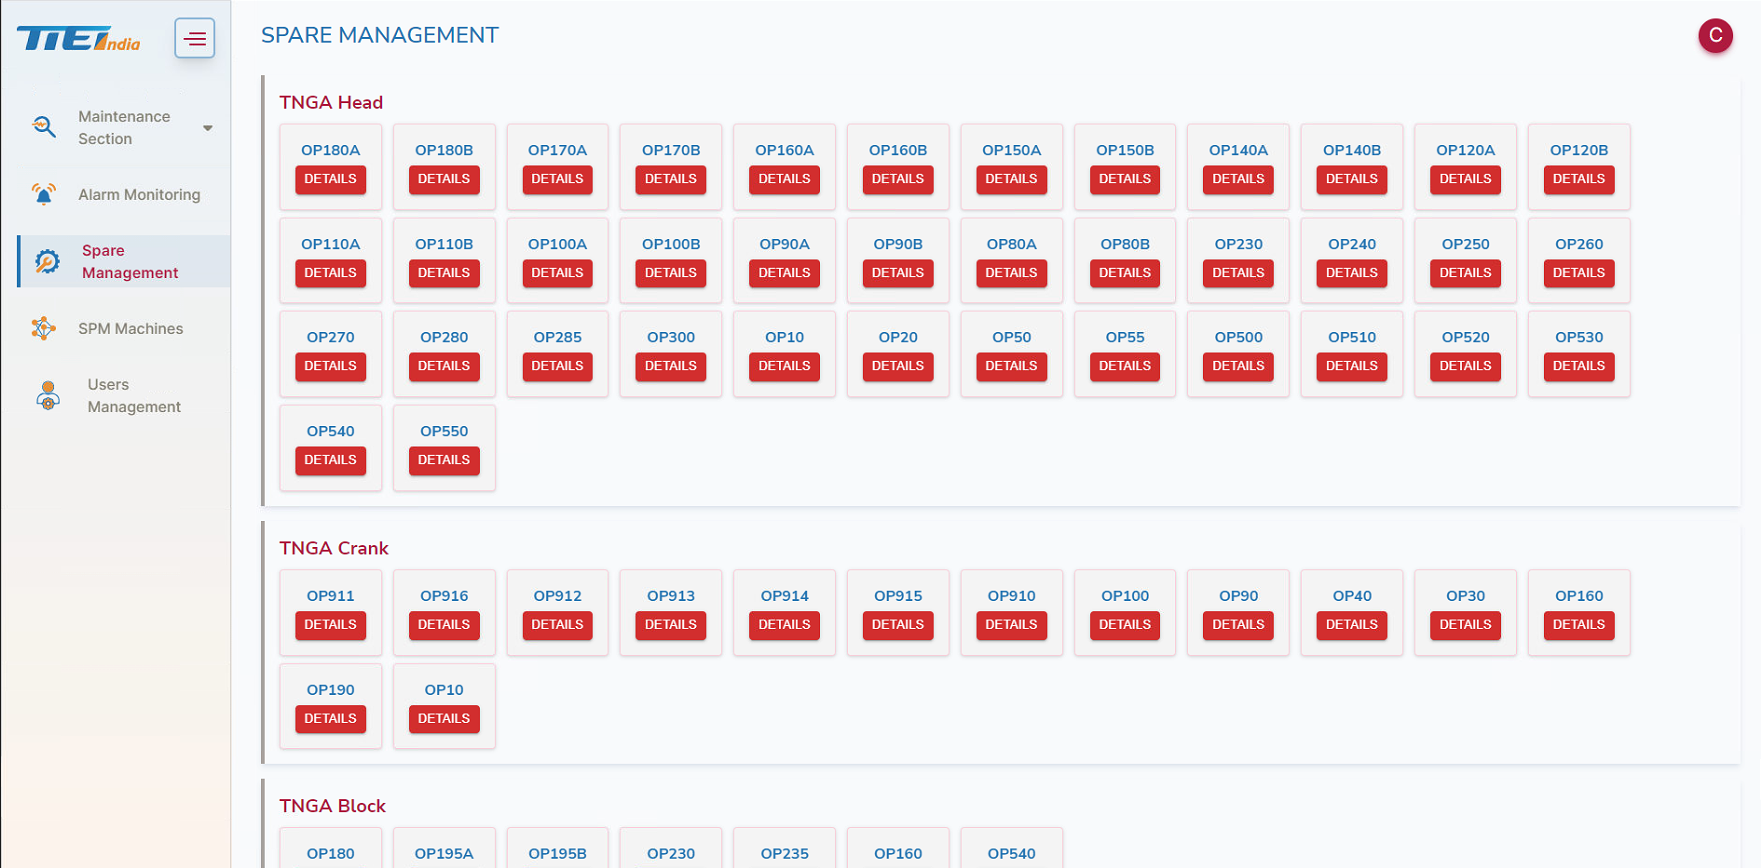 TIEI India
SPARE MANAGEMENT
C
Maintenance
Section
Alarm Monitoring
Spare
Management
SPM Machines
Users
Management
TNGA Head
OP180A OP180B OP170A OP170B OP160A OP160B OP150A OP150B OP140A OP140B OP120A OP120B
DETAILS DETAILS DETAILS DETAILS DETAILS DETAILS DETAILS DETAILS DETAILS DETAILS DETAILS DETAILS
OP110A OP110B OP100A OP100B OP90A OP90B OP80A OP80B OP230 OP240 OP250 OP260
DETAILS DETAILS DETAILS DETAILS DETAILS DETAILS DETAILS DETAILS DETAILS DETAILS DETAILS DETAILS
OP270 OP280 OP285 OP300 OP10 OP20 OP50 OP55 OP500 OP510 OP520 OP530
DETAILS DETAILS DETAILS DETAILS DETAILS DETAILS DETAILS DETAILS DETAILS DETAILS DETAILS DETAILS
OP540 OP550
DETAILS DETAILS
TNGA Crank
OP911 OP916 OP912 OP913 OP914 OP915 OP910 OP100 OP90 OP40 OP30 OP160
DETAILS DETAILS DETAILS DETAILS DETAILS DETAILS DETAILS DETAILS DETAILS DETAILS DETAILS DETAILS
OP190 OP10
DETAILS DETAILS
TNGA Block
OP180 OP195A OP195B OP230 OP235 OP160 OP540